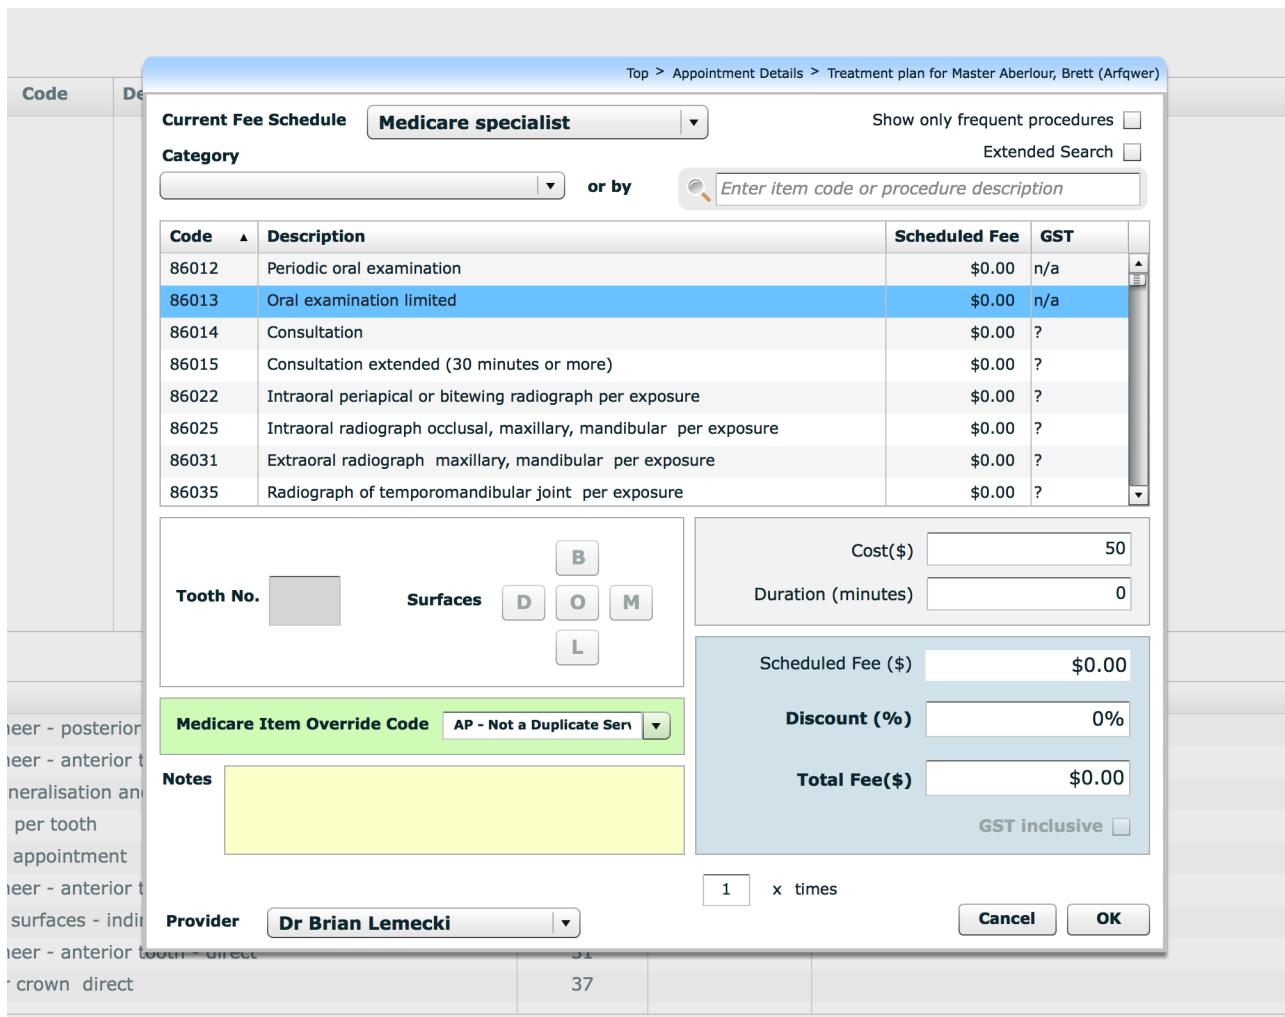 Top > Appointment Details > Treatment plan for Master Aberlour, Brett (Arfqwer)
Code
Current Fee Schedule Medicare specialist Show only frequent procedures
Extended Search
Category
or by Enter item code or procedure description
Code Description Scheduled Fee GST
86012 Periodic oral examination $0.00 n/a
86013 Oral examination limited $0.00 n/a
86014 Consultation $0.00 ?
86015 Consultation extended (30 minutes or more) $0.00 ?
86022 Intraoral periapical or bitewing radiograph per exposure $0.00 ?
86025 Intraoral radiograph occlusal, maxillary, mandibular per exposure $0.00 ?
86031 Extraoral radiograph maxillary, mandibular per exposure $0.00 ?
86035 Radiograph of temporomandibular joint per exposure $0.00 ?
Tooth No. Surfaces
B
D O M
L
Cost($) 50
Duration (minutes) 0
Scheduled Fee ($) $0.00
Discount (%) 0%
Total Fee($) $0.00
GST inclusive
Medicare Item Override Code AP - Not a Duplicate Serv
Notes
1 x times
Provider Dr Brian Lemecki Cancel OK
neer - posterior
neer - anterior t
neralisation an
per tooth
appointment
neer - anterior t
surfaces - indi
neer - anterior tooth - direct 31
crown direct 37